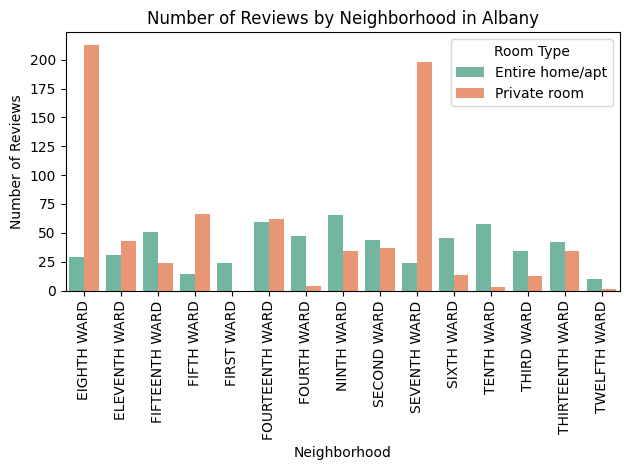 Number of Reviews by Neighborhood in Albany
Number of Reviews
200
175
150
125
100
75
50
25
0
Room Type
Entire home/apt
Private room
EIGHTH WARD
ELEVENTH WARD
FIFTEENTH WARD
FIFTH WARD
FIRST WARD
FOURTEENTH WARD
FOURTH WARD
NINTH WARD
SECOND WARD
SEVENTH WARD
SIXTH WARD
TENTH WARD
THIRD WARD
THIRTEENTH WARD
TWELFTH WARD
Neighborhood